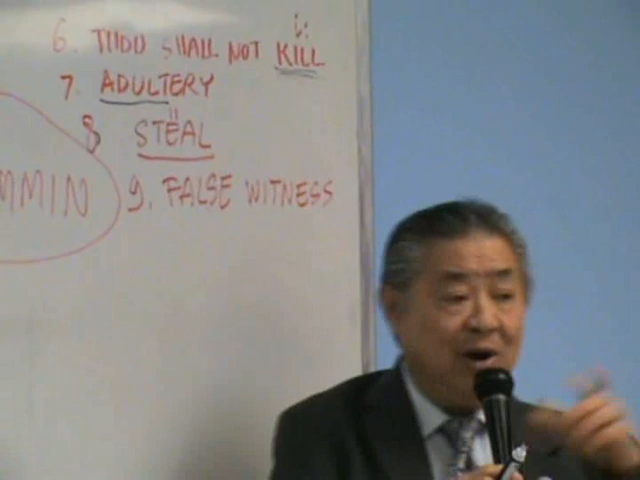 6. THOU SHALL NOT KILL
7. ADULTERY
8 STEAL
MMIN
9. FALSE WITNESS